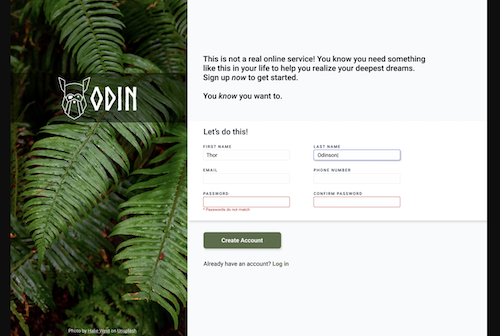 ODIN
Photo by Halie West on Unsplash
This is not a real online service! You know you need something
like this in your life to help you realize your deepest dreams.
Sign up now to get started.
You know you want to.
Let's do this!
FIRST NAME
LAST NAME
Thor
Odinson
EMAIL
PHONE NUMBER
PASSWORD
CONFIRM PASSWORD
* Passwords do not match
Create Account
Already have an account? Log in